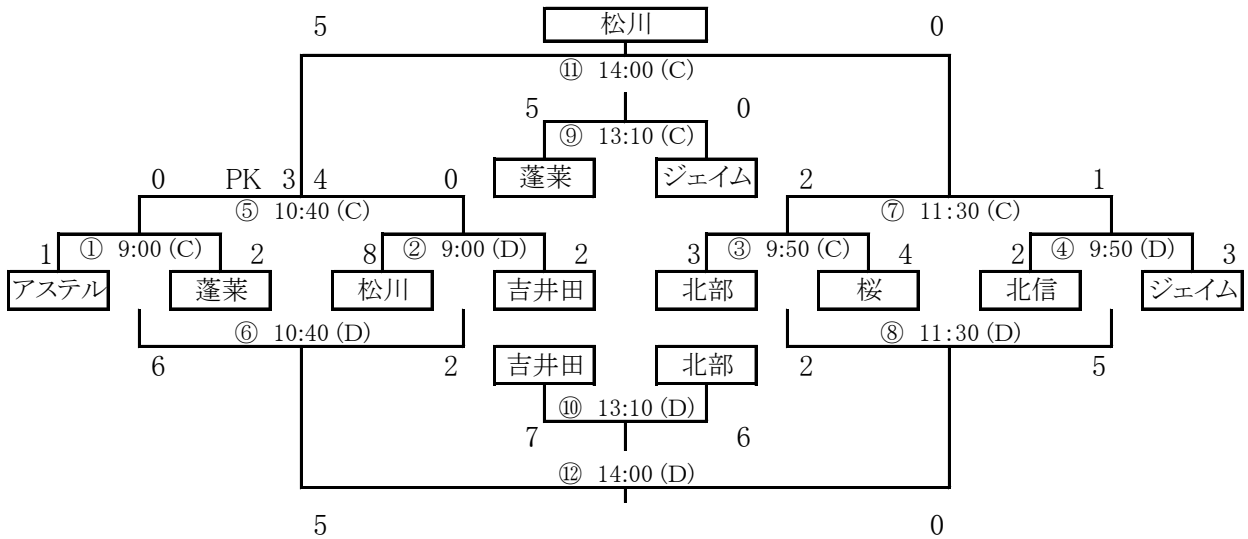 5 松川 0
⑪ 14:00 (C)
5 0
⑨ 13:10 (C)
蓬莱 ジェイム
0 PK 3 4 0 2 1
⑤ 10:40 (C) ⑦ 11:30 (C)
1 ① 9:00 (C) 2 8 ② 9:00 (D) 2 3 ③ 9:50 (C) 4 2 ④ 9:50 (D) 3
アステル 蓬莱 松川 吉井田 北部 桜 北信 ジェイム
⑥ 10:40 (D) ⑧ 11:30 (D)
6 2 吉井田 北部 2 5
⑩ 13:10 (D)
7 6
⑫ 14:00 (D)
5 0